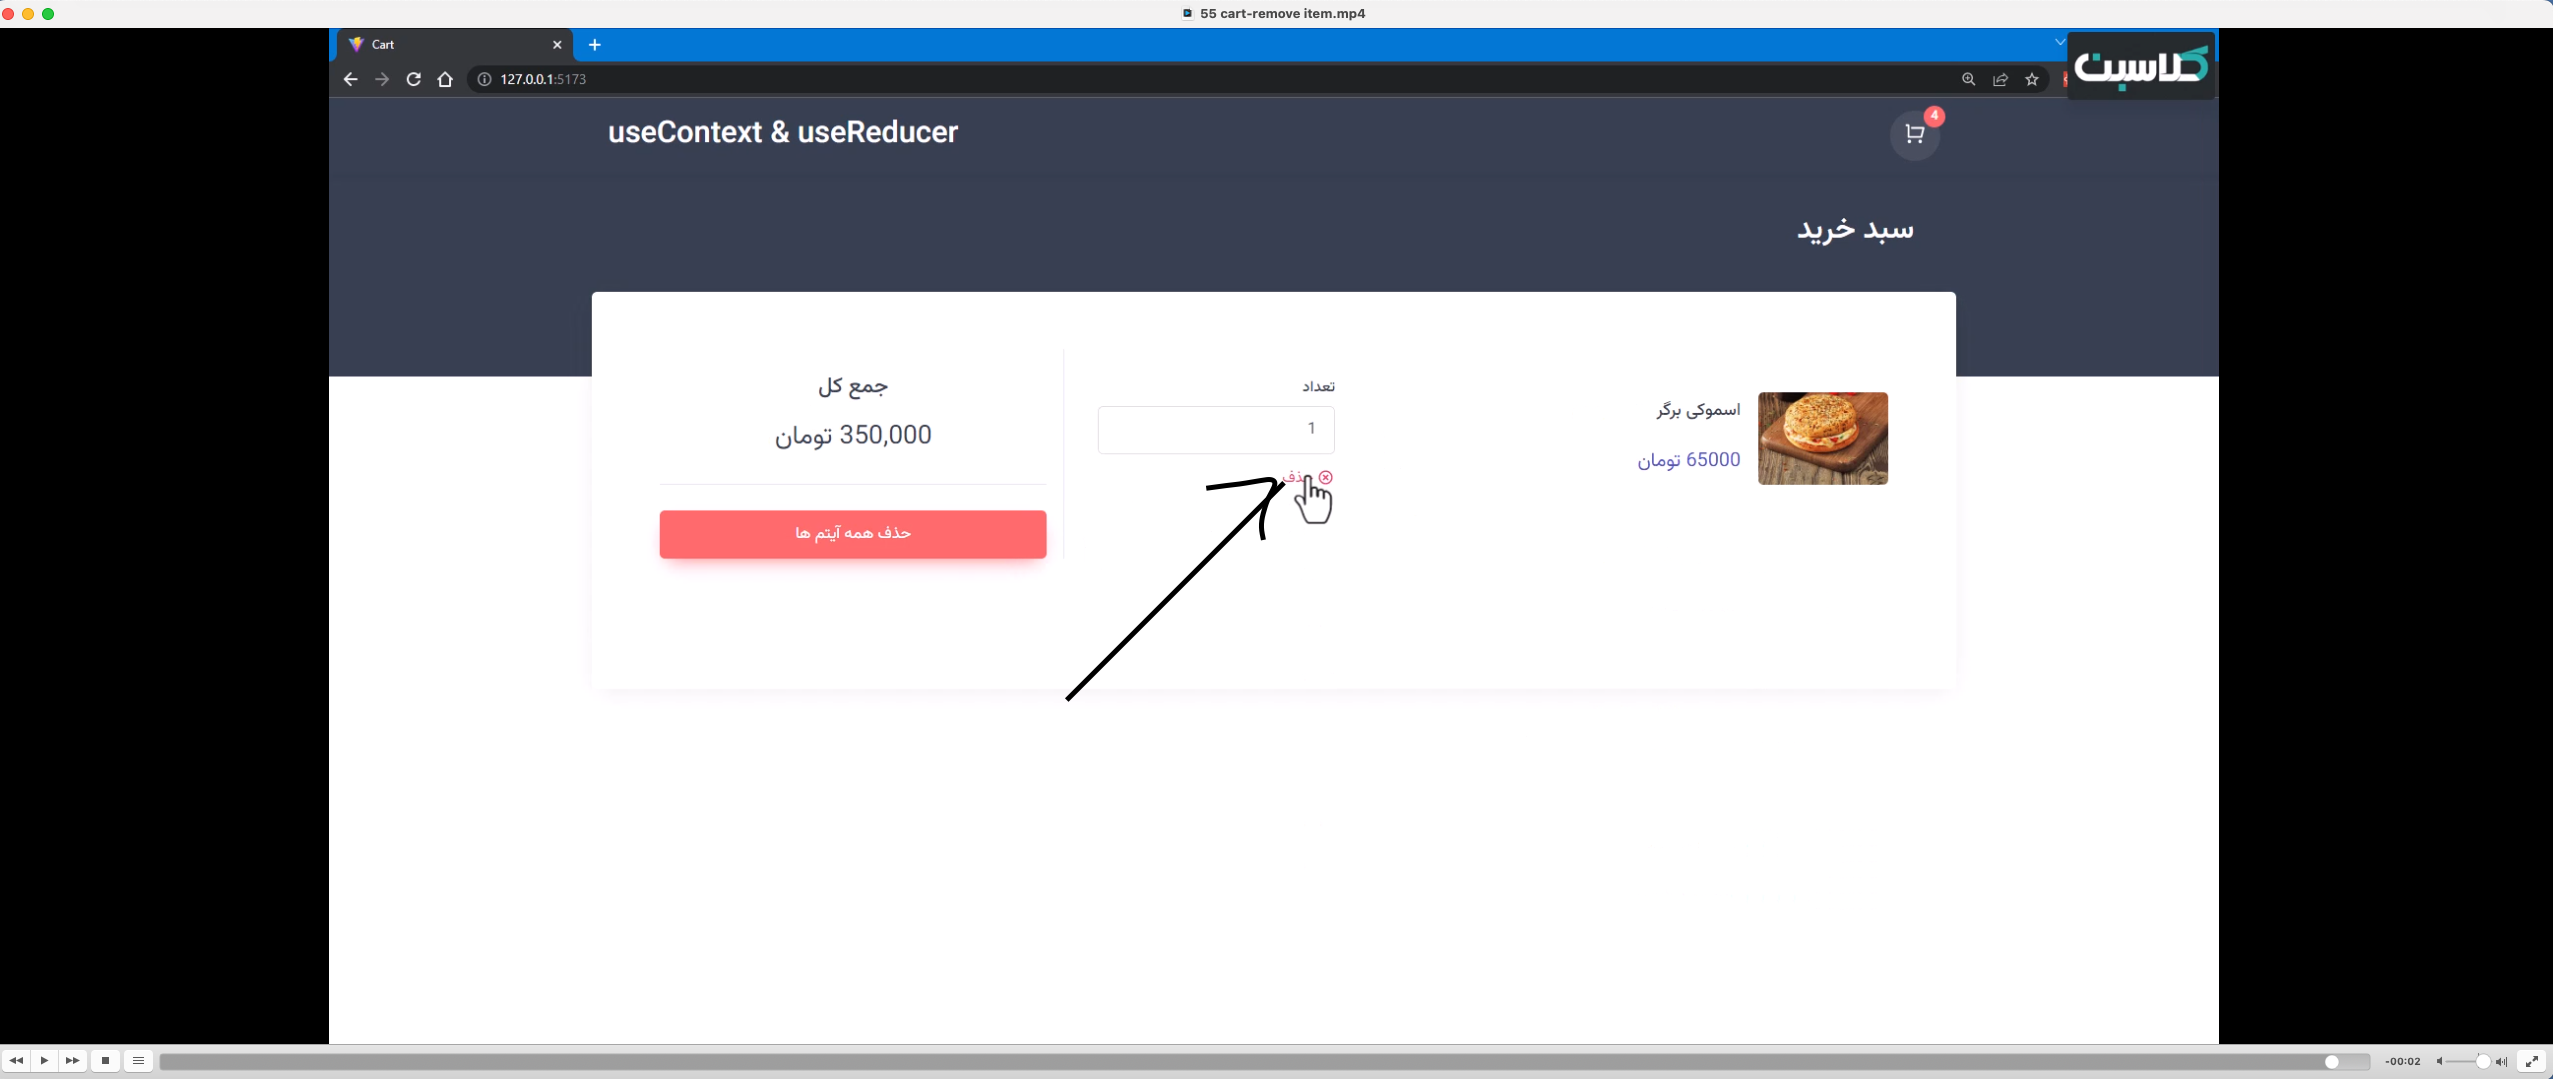 55 cart-remove item.mp4
Cart
127.0.0.1:5173
کلاسبن
useContext & useReducer
4
سبد خرید
اسموکی برگر
65000 تومان
تعداد
1
جمع کل
350,000 تومان
حذف همه آیتم ها
-00:02